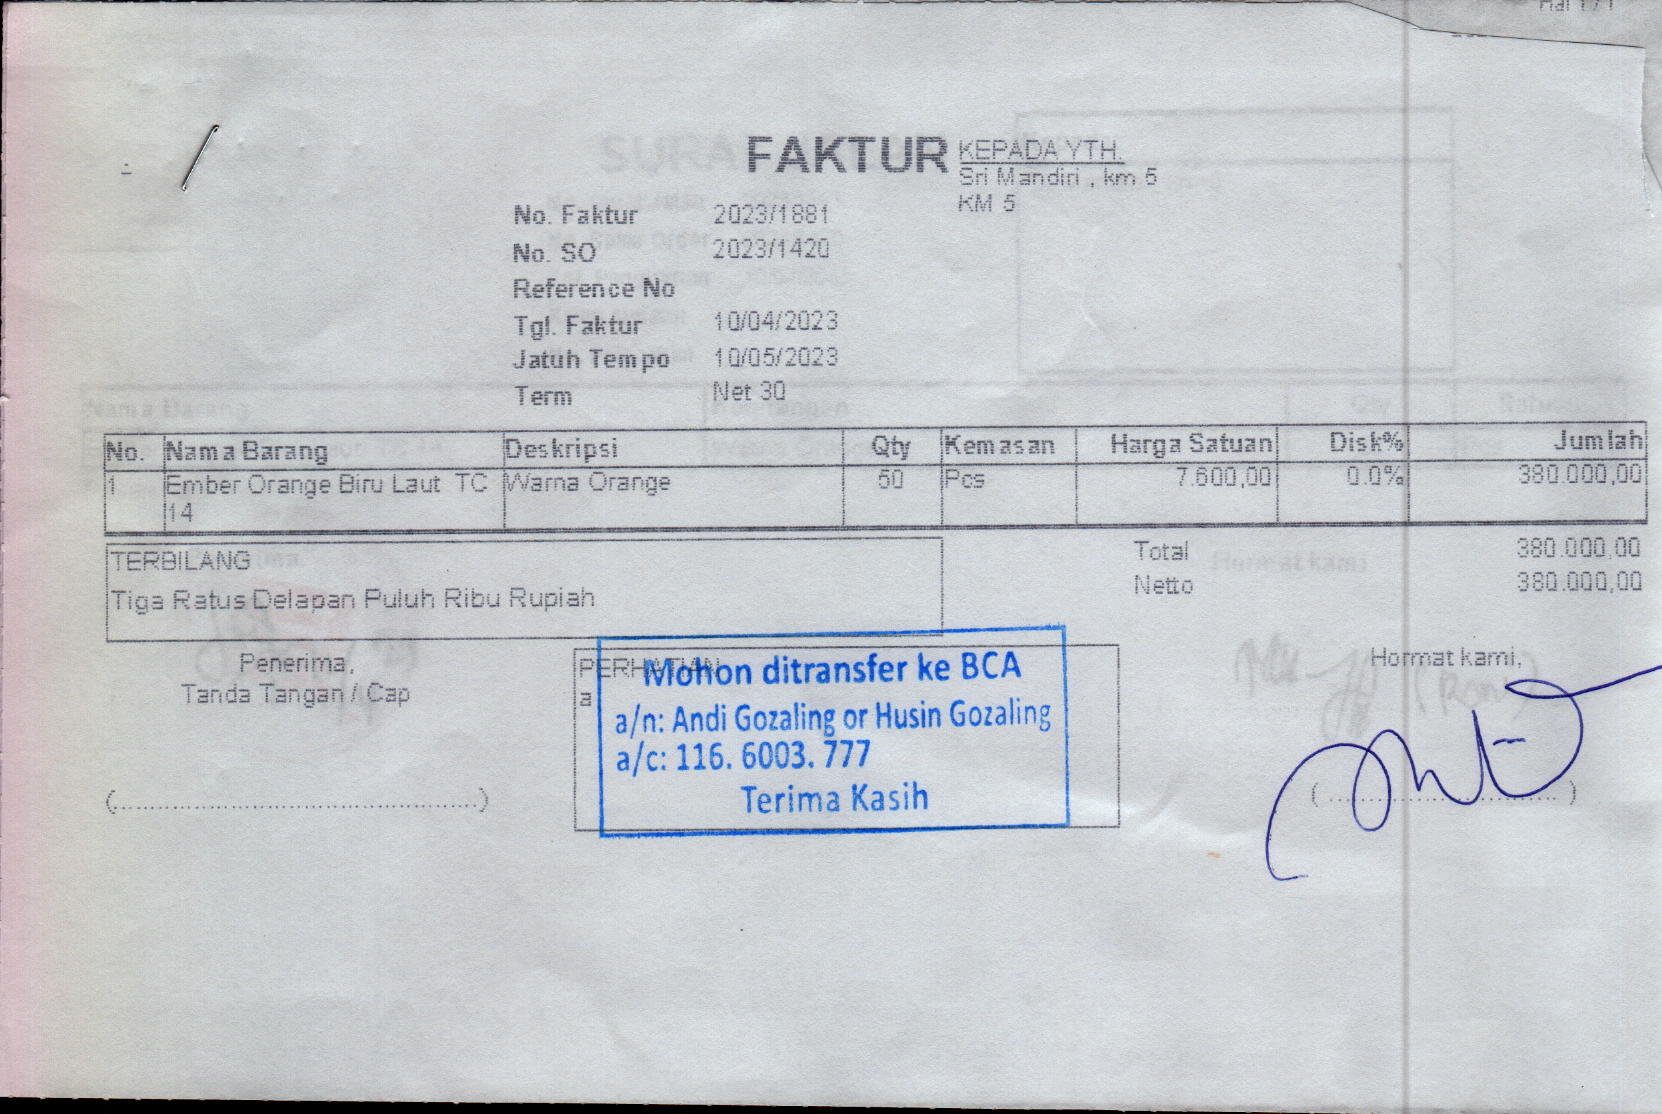 Hal 1 / 1
FAKTUR
KEPADA YTH.
Sri Mandiri , km 5
KM 5
No. Faktur 2023/1881
No. SO 2023/1420
Reference No
Tgl. Faktur 10/04/2023
Jatuh Tempo 10/05/2023
Term Net 30
No. Nama Barang Deskripsi Qty Kemasan Harga Satuan Disk% Jumlah
1 Ember Orange Biru Laut TC Warna Orange 50 Pcs 7.600,00 0.0% 380.000,00
14
TERBILANG
Tiga Ratus Delapan Puluh Ribu Rupiah
Total 380.000,00
Netto 380.000,00
Penerima,
Tanda Tangan / Cap
(................................................)
PERHATIAN
a
Mohon ditransfer ke BCA
a/n: Andi Gozaling or Husin Gozaling
a/c: 116. 6003. 777
Terima Kasih
Hormat kami,
(..............................)